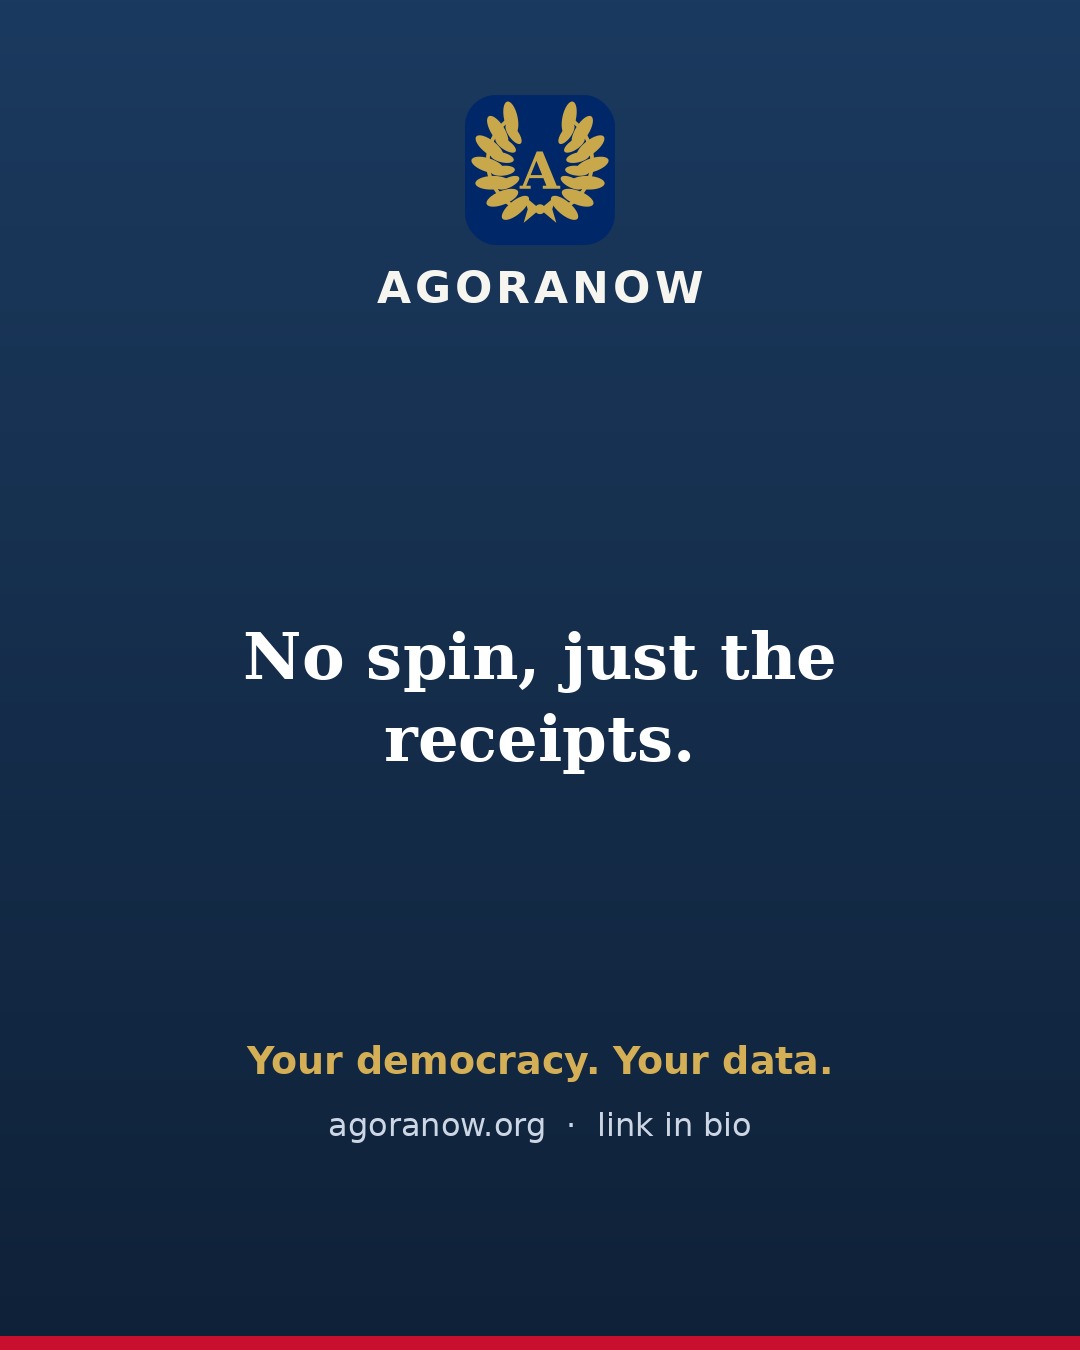 A
AGORANOW
No spin, just the
receipts.
Your democracy. Your data.
agoranow.org · link in bio